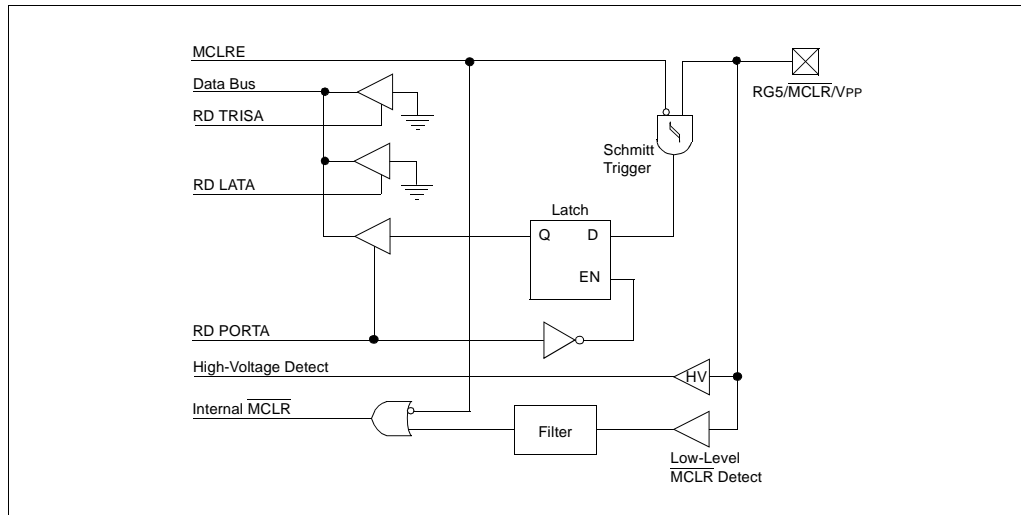 MCLRE
Data Bus
RD TRISA
RG5/MCLR/VPP
Schmitt
Trigger
RD LATA
Latch
Q D
EN
RD PORTA
High-Voltage Detect
HV
Internal MCLR
Filter
Low-Level
MCLR Detect